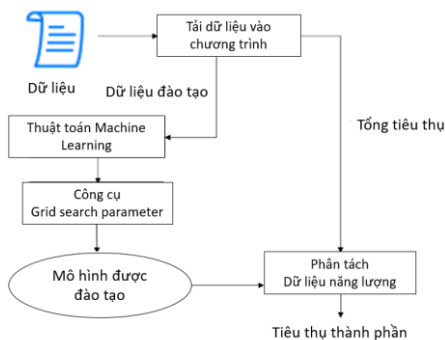 Tải dữ liệu vào
chương trình
Dữ liệu
Dữ liệu đào tạo
Thuật toán Machine
Learning
Tổng tiêu thụ
Công cụ
Grid search parameter
Mô hình được
đào tạo
Phân tách
Dữ liệu năng lượng
Tiêu thụ thành phần